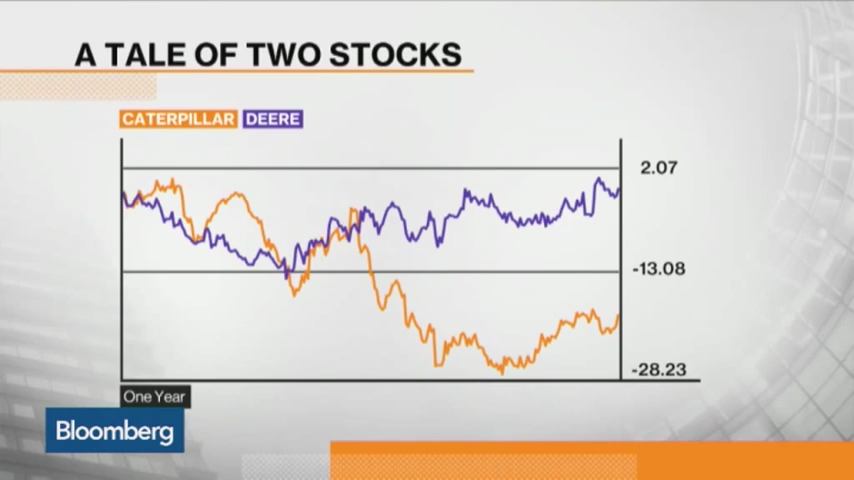 A TALE OF TWO STOCKS
CATERPILLAR DEERE
2.07
-13.08
-28.23
One Year
Bloomberg